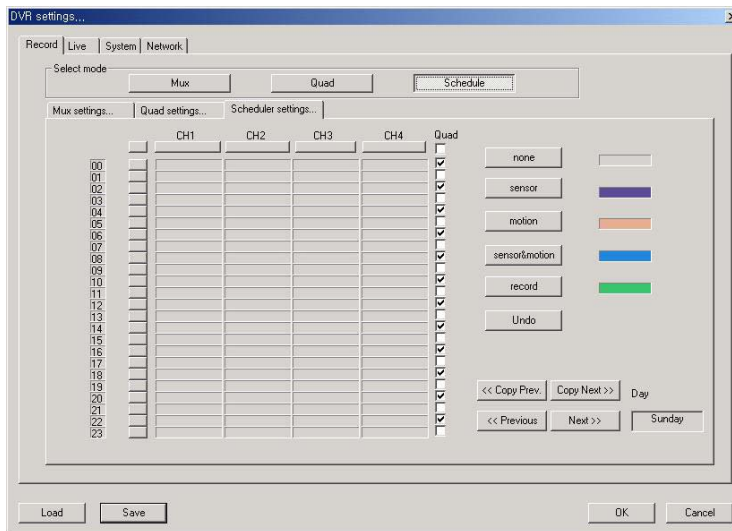 DVR settings...
Record Live System Network
Select mode
Mux Quad Schedule
Mux settings... Quad settings... Scheduler settings...
CH1 CH2 CH3 CH4 Quad
00
01
02
03
04
05
06
07
08
09
10
11
12
13
14
15
16
17
18
19
20
21
22
23
none
sensor
motion
sensor&motion
record
Undo
<< Copy Prev. Copy Next >> Day
<< Previous Next >> Sunday
Load Save OK Cancel